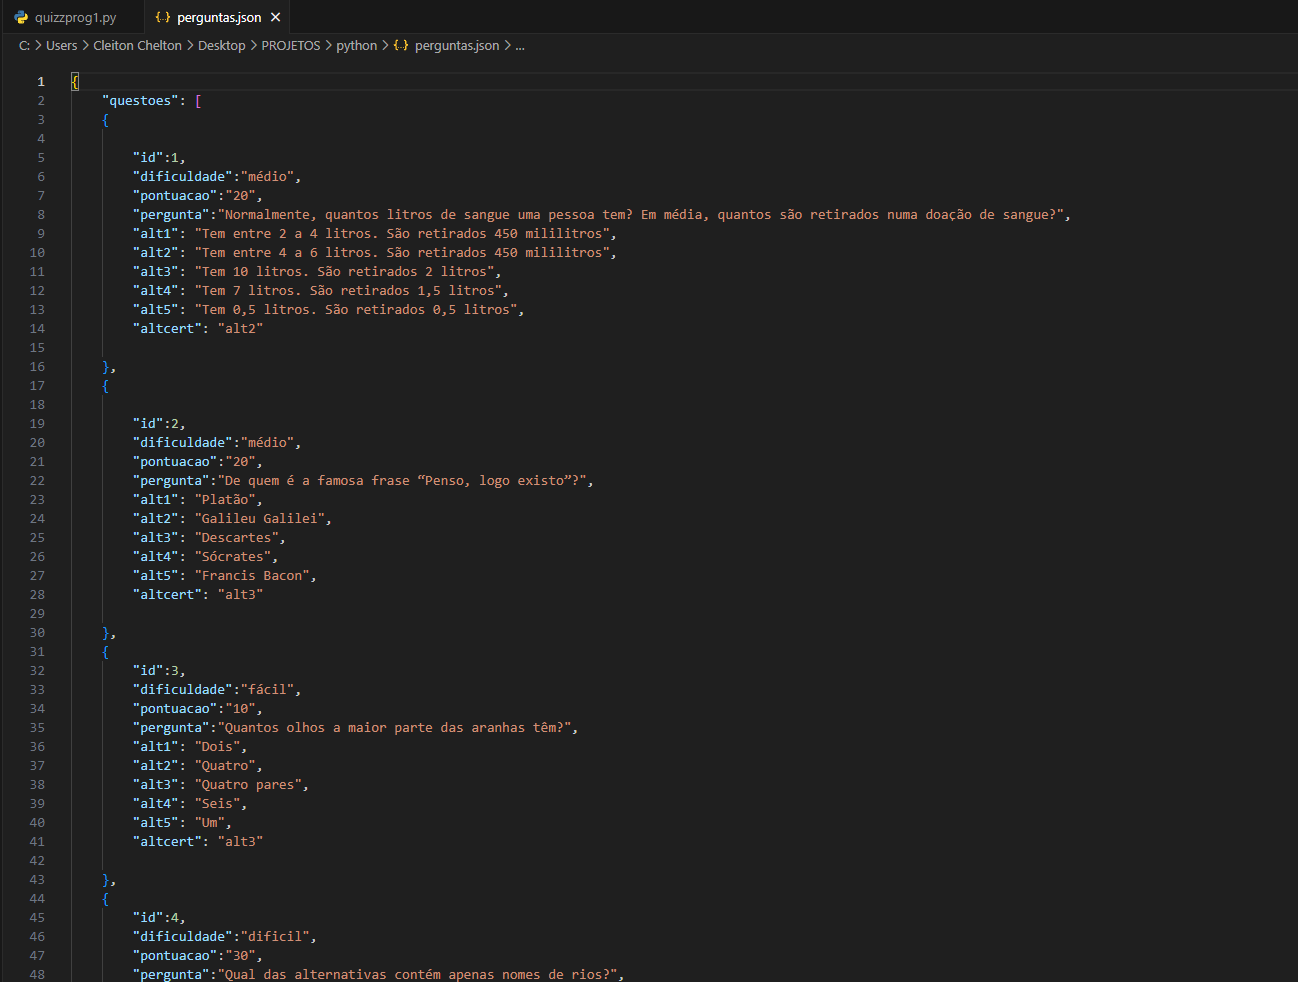 quizzprog1.py
{..} perguntas.json ×
C: > Users > Cleiton Chelton > Desktop > PROJETOS > python > {..} perguntas.json > ...
1 {
2 "questoes": [
3 {
4
5 "id":1,
6 "dificuldade":"médio",
7 "pontuacao":"20",
8 "pergunta":"Normalmente, quantos litros de sangue uma pessoa tem? Em média, quantos são retirados numa doação de sangue?",
9 "alt1": "Tem entre 2 a 4 litros. São retirados 450 mililitros",
10 "alt2": "Tem entre 4 a 6 litros. São retirados 450 mililitros",
11 "alt3": "Tem 10 litros. São retirados 2 litros",
12 "alt4": "Tem 7 litros. São retirados 1,5 litros",
13 "alt5": "Tem 0,5 litros. São retirados 0,5 litros",
14 "altcert": "alt2"
15
16 },
17 {
18
19 "id":2,
20 "dificuldade":"médio",
21 "pontuacao":"20",
22 "pergunta":"De quem é a famosa frase “Penso, logo existo”?",
23 "alt1": "Platão",
24 "alt2": "Galileu Galilei",
25 "alt3": "Descartes",
26 "alt4": "Sócrates",
27 "alt5": "Francis Bacon",
28 "altcert": "alt3"
29
30 },
31 {
32 "id":3,
33 "dificuldade":"fácil",
34 "pontuacao":"10",
35 "pergunta":"Quantos olhos a maior parte das aranhas têm?",
36 "alt1": "Dois",
37 "alt2": "Quatro",
38 "alt3": "Quatro pares",
39 "alt4": "Seis",
40 "alt5": "Um",
41 "altcert": "alt3"
42
43 },
44 {
45 "id":4,
46 "dificuldade":"dificil",
47 "pontuacao":"30",
48 "pergunta":"Qual das alternativas contém apenas nomes de rios?",